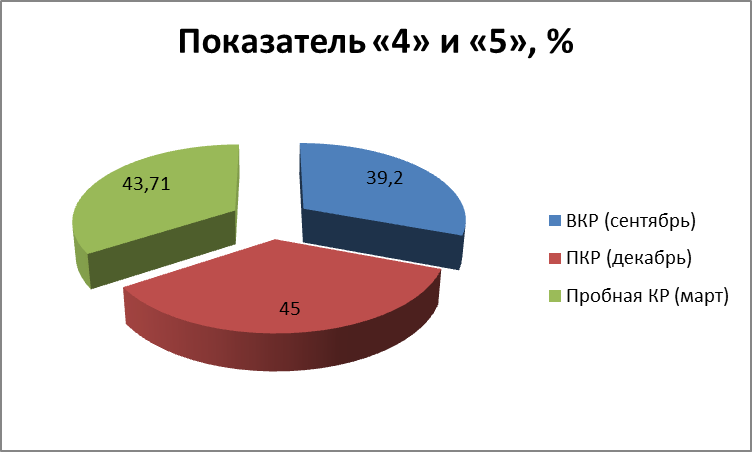 Показатель «4» и «5», %
43,71
39,2
45
ВКР (сентябрь)
ПКР (декабрь)
Пробная КР (март)